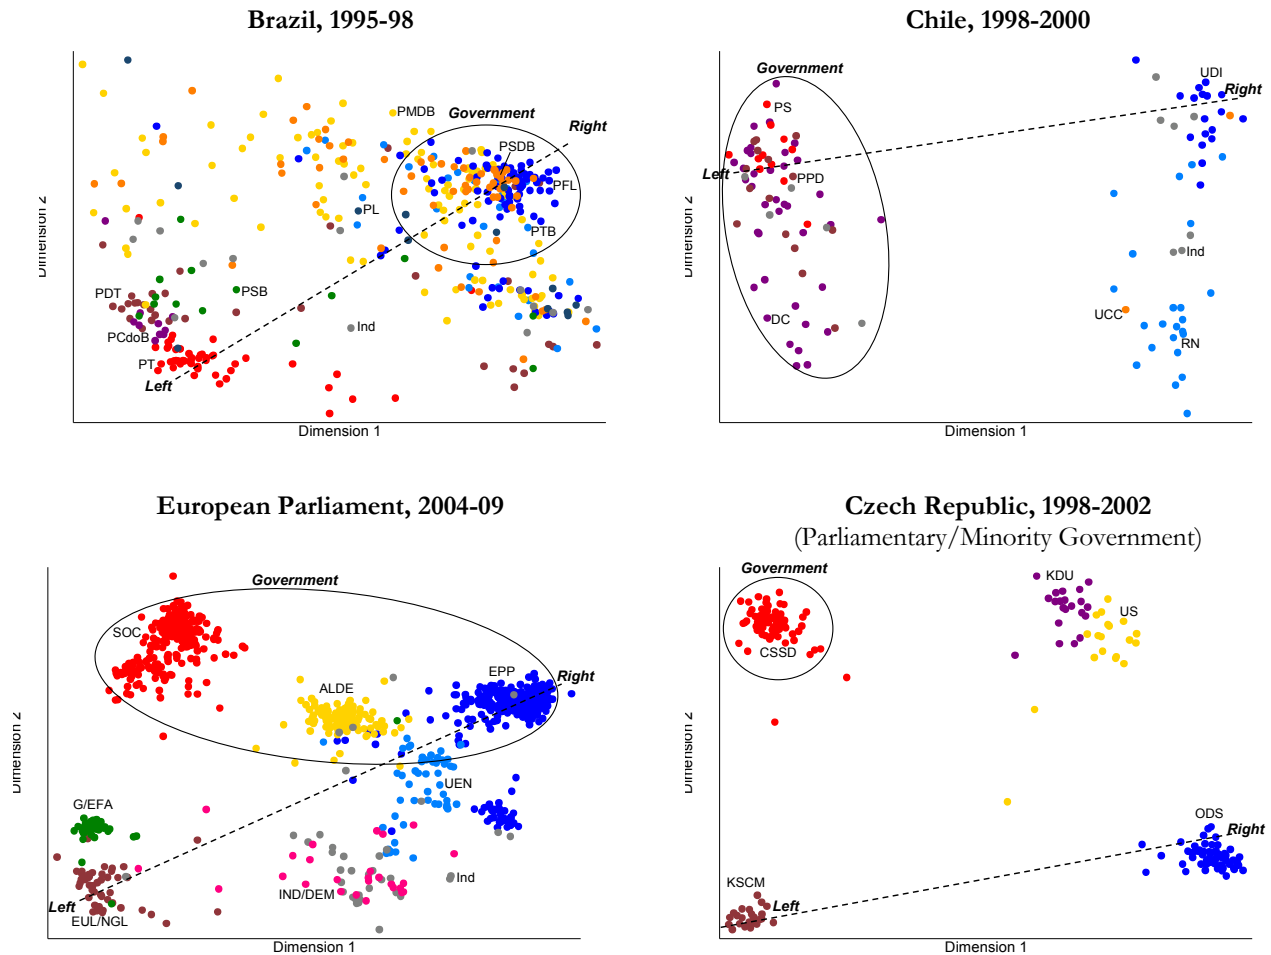 Brazil, 1995-98
Government
Right
PMDB
PSDB
PFL
PL
PTB
PDT
PSB
PCdoB
Ind
PT
Left
Dimension 2
Dimension 1
Chile, 1998-2000
Government
UDI
Right
PS
Left
PPD
Ind
DC
UCC
RN
Dimension 2
Dimension 1
European Parliament, 2004-09
Government
SOC
EPP
Right
ALDE
UEN
G/EFA
IND/DEM
Ind
Left
EUL/NGL
Dimension 2
Dimension 1
Czech Republic, 1998-2002
(Parliamentary/Minority Government)
Government
KDU
US
CSSD
ODS
Right
KSCM
Left
Dimension 2
Dimension 1